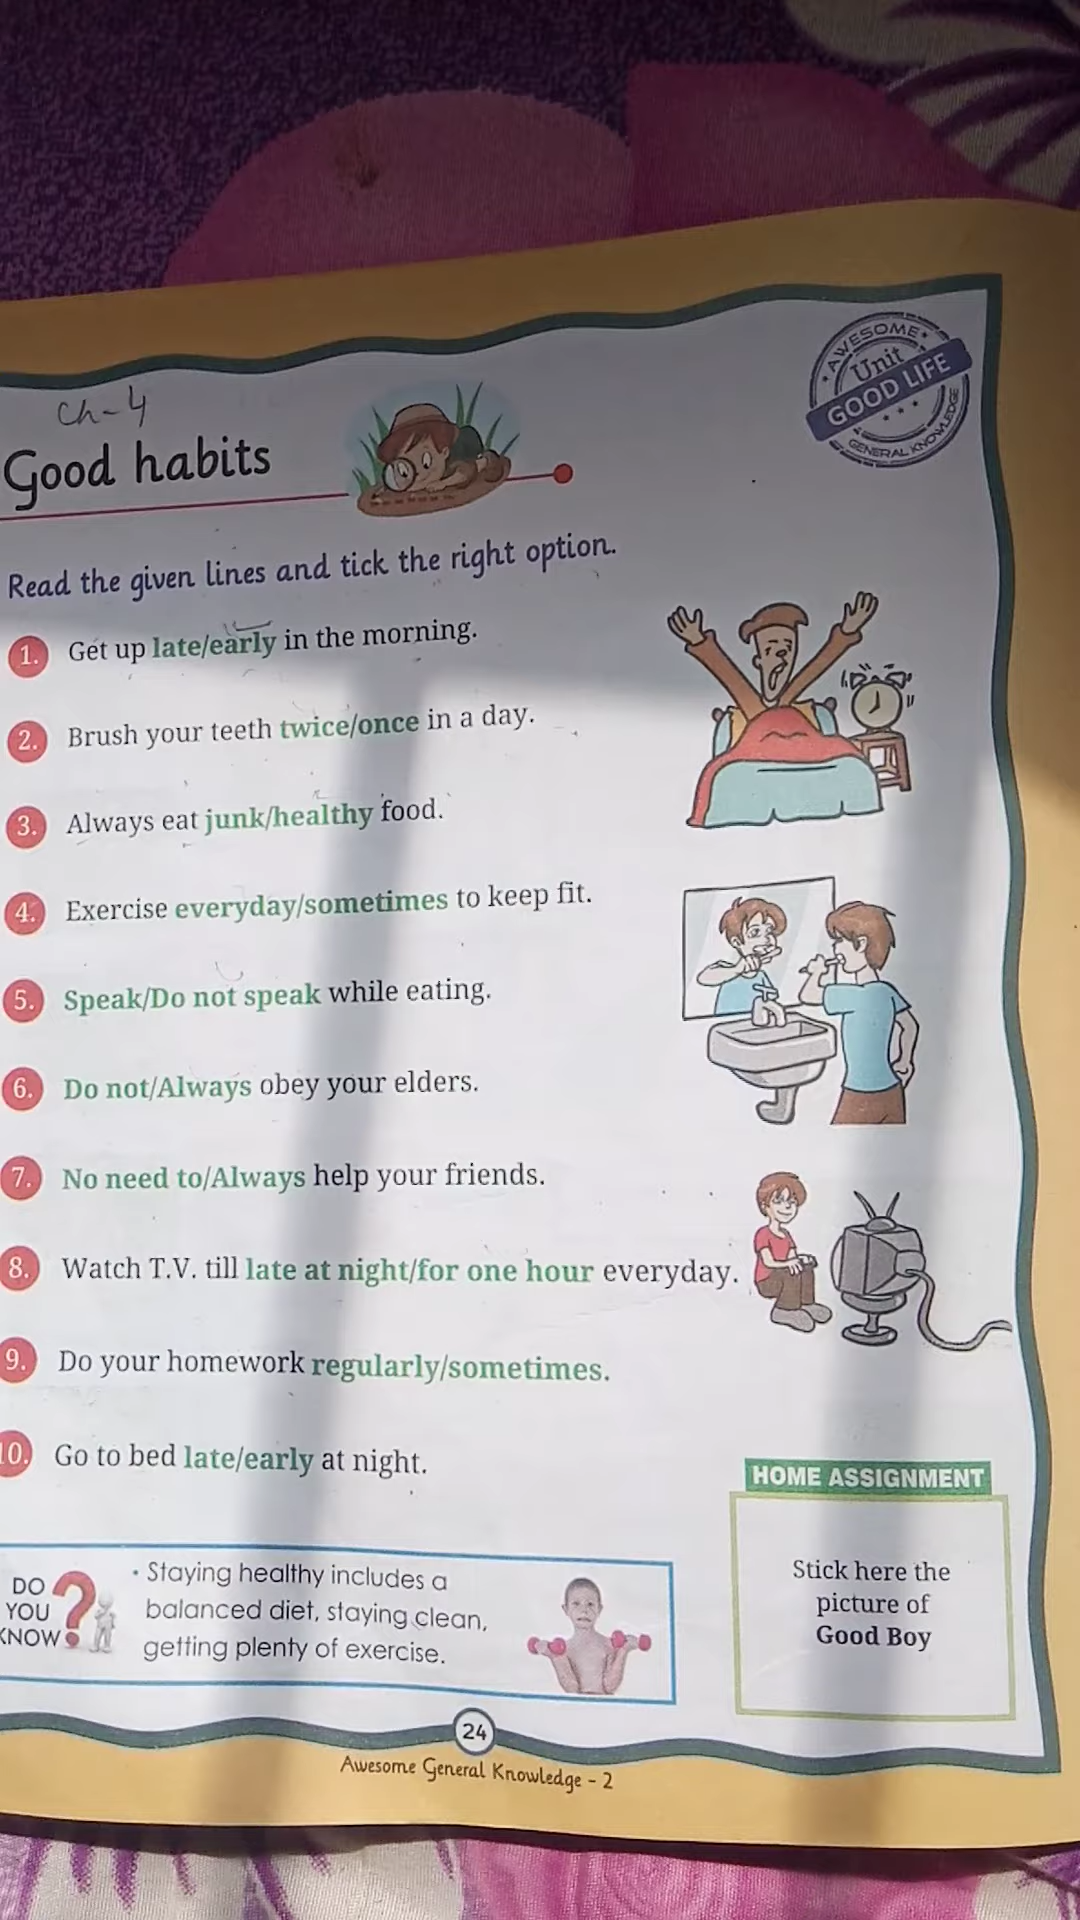 AWESOME
Unit
GOOD LIFE
GENERAL KNOWLEDGE
Ch-4
Good habits
Read the given lines and tick the right option.
1. Get up late/early in the morning.
2. Brush your teeth twice/once in a day.
3. Always eat junk/healthy food.
4. Exercise everyday/sometimes to keep fit.
5. Speak/Do not speak while eating.
6. Do not/Always obey your elders.
7. No need to/Always help your friends.
8. Watch T.V. till late at night/for one hour everyday.
9. Do your homework regularly/sometimes.
10. Go to bed late/early at night.
HOME ASSIGNMENT
Stick here the
picture of
Good Boy
DO
YOU
KNOW?
• Staying healthy includes a
balanced diet, staying clean,
getting plenty of exercise.
24
Awesome General Knowledge - 2